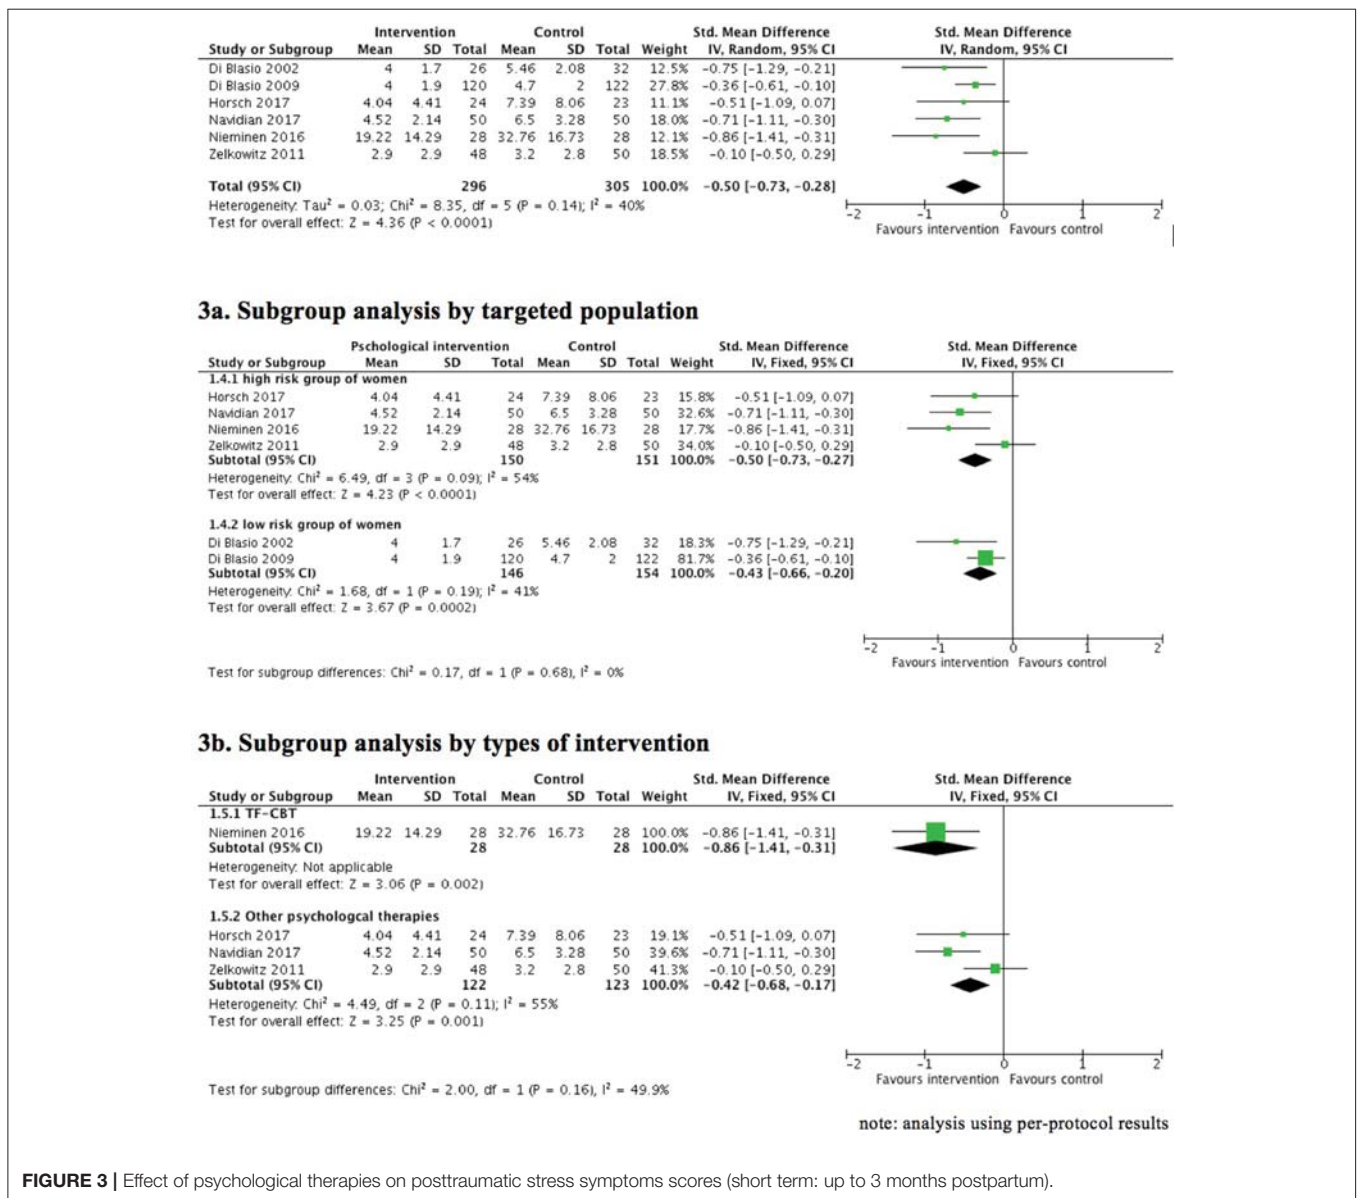 Intervention Control Std. Mean Difference Std. Mean Difference
Study or Subgroup Mean SD Total Mean SD Total Weight IV, Random, 95% CI IV, Random, 95% CI
Di Blasio 2002 4 1.7 26 5.46 2.08 32 12.5% −0.75 [−1.29, −0.21]
Di Blasio 2009 4 1.9 120 4.7 2 122 27.8% −0.36 [−0.61, −0.10]
Horsch 2017 4.04 4.41 24 7.39 8.06 23 11.1% −0.51 [−1.09, 0.07]
Navidian 2017 4.52 2.14 50 6.5 3.28 50 18.0% −0.71 [−1.11, −0.30]
Nieminen 2016 19.22 14.29 28 32.76 16.73 28 12.1% −0.86 [−1.41, −0.31]
Zelkowitz 2011 2.9 2.9 48 3.2 2.8 50 18.5% −0.10 [−0.50, 0.29]
Total (95% CI) 296 305 100.0% −0.50 [−0.73, −0.28]
Heterogeneity: Tau² = 0.03; Chi² = 8.35, df = 5 (P = 0.14); I² = 40%
Test for overall effect: Z = 4.36 (P < 0.0001)
-2 -1 0 1 2
Favours intervention Favours control
3a. Subgroup analysis by targeted population
Pschological intervention Control Std. Mean Difference Std. Mean Difference
Study or Subgroup Mean SD Total Mean SD Total Weight IV, Fixed, 95% CI IV, Fixed, 95% CI
1.4.1 high risk group of women
Horsch 2017 4.04 4.41 24 7.39 8.06 23 15.8% −0.51 [−1.09, 0.07]
Navidian 2017 4.52 2.14 50 6.5 3.28 50 32.6% −0.71 [−1.11, −0.30]
Nieminen 2016 19.22 14.29 28 32.76 16.73 28 17.7% −0.86 [−1.41, −0.31]
Zelkowitz 2011 2.9 2.9 48 3.2 2.8 50 34.0% −0.10 [−0.50, 0.29]
Subtotal (95% CI) 150 151 100.0% −0.50 [−0.73, −0.27]
Heterogeneity: Chi² = 6.49, df = 3 (P = 0.09); I² = 54%
Test for overall effect: Z = 4.23 (P < 0.0001)
1.4.2 low risk group of women
Di Blasio 2002 4 1.7 26 5.46 2.08 32 18.3% −0.75 [−1.29, −0.21]
Di Blasio 2009 4 1.9 120 4.7 2 122 81.7% −0.36 [−0.61, −0.10]
Subtotal (95% CI) 146 154 100.0% −0.43 [−0.66, −0.20]
Heterogeneity: Chi² = 1.68, df = 1 (P = 0.19); I² = 41%
Test for overall effect: Z = 3.67 (P = 0.0002)
-2 -1 0 1 2
Favours intervention Favours control
Test for subgroup differences: Chi² = 0.17, df = 1 (P = 0.68), I² = 0%
3b. Subgroup analysis by types of intervention
Intervention Control Std. Mean Difference Std. Mean Difference
Study or Subgroup Mean SD Total Mean SD Total Weight IV, Fixed, 95% CI IV, Fixed, 95% CI
1.5.1 TF-CBT
Nieminen 2016 19.22 14.29 28 32.76 16.73 28 100.0% −0.86 [−1.41, −0.31]
Subtotal (95% CI) 28 28 100.0% −0.86 [−1.41, −0.31]
Heterogeneity: Not applicable
Test for overall effect: Z = 3.06 (P = 0.002)
1.5.2 Other psychologcal therapies
Horsch 2017 4.04 4.41 24 7.39 8.06 23 19.1% −0.51 [−1.09, 0.07]
Navidian 2017 4.52 2.14 50 6.5 3.28 50 39.6% −0.71 [−1.11, −0.30]
Zelkowitz 2011 2.9 2.9 48 3.2 2.8 50 41.3% −0.10 [−0.50, 0.29]
Subtotal (95% CI) 122 123 100.0% −0.42 [−0.68, −0.17]
Heterogeneity: Chi² = 4.49, df = 2 (P = 0.11); I² = 55%
Test for overall effect: Z = 3.25 (P = 0.001)
-2 -1 0 1 2
Favours intervention Favours control
Test for subgroup differences: Chi² = 2.00, df = 1 (P = 0.16), I² = 49.9%
note: analysis using per-protocol results
FIGURE 3 | Effect of psychological therapies on posttraumatic stress symptoms scores (short term: up to 3 months postpartum).